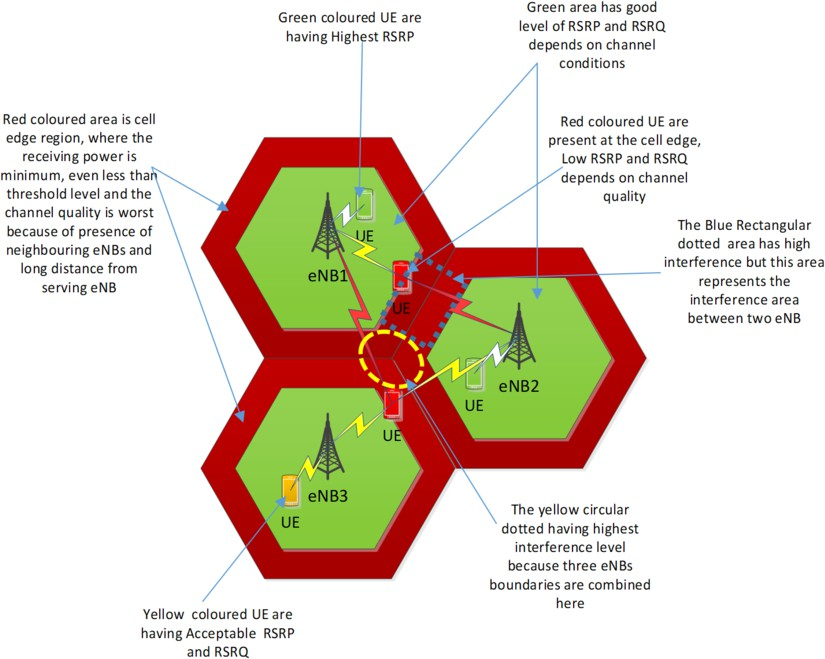 Green coloured UE are
having Highest RSRP
Green area has good
level of RSRP and RSRQ
depends on channel
conditions
Red coloured area is cell
edge region, where the
receiving power is
minimum, even less than
threshold level and the
channel quality is worst
because of presence of
neighbouring eNBs and
long distance from
serving eNB
Red coloured UE are
present at the cell edge,
Low RSRP and RSRQ
depends on channel
quality
The Blue Rectangular
dotted area has high
interference but this area
represents the
interference area
between two eNB
UE
eNB1
UE
eNB2
UE
UE
eNB3
UE
The yellow circular
dotted having highest
interference level
because three eNBs
boundaries are combined
here
Yellow coloured UE are
having Acceptable RSRP
and RSRQ